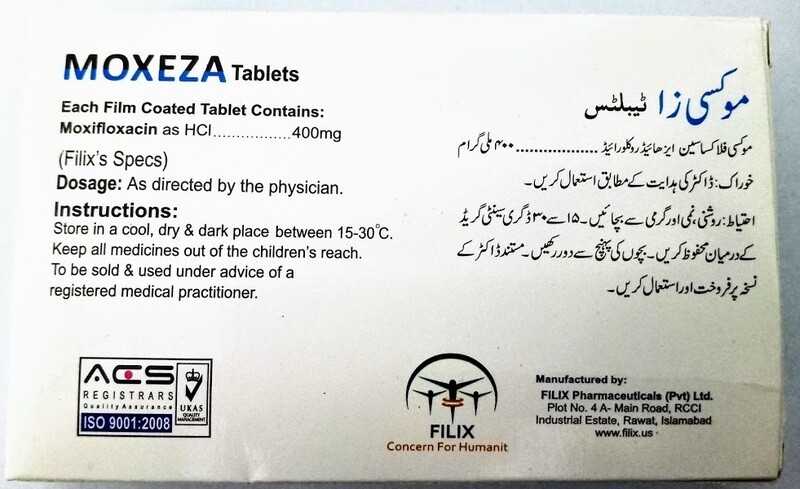 MOXEZA Tablets
Each Film Coated Tablet Contains:
Moxifloxacin as HCl.................400mg
(Filix's Specs)
Dosage: As directed by the physician.
Instructions:
Store in a cool, dry & dark place between 15-30°C.
Keep all medicines out of the children's reach.
To be sold & used under advice of a
registered medical practitioner.
موکسی زا ٹیبلٹس
موکسی فلاکساسین ایز ھائیڈروکلورائیڈ .................. ۴۰۰ ملی گرام
خوراک: ڈاکٹر کی ہدایت کے مطابق استعمال کریں۔
احتیاط: روشنی، نمی اور گرمی سے بچائیں۔ ۱۵ سے ۳۰ ڈگری سینٹی گریڈ
کے درمیان محفوظ کریں۔ بچوں کی پہنچ سے دور رکھیں۔ مستند ڈاکٹر کے
نسخہ پر فروخت اور استعمال کریں۔
ACS
REGISTRARS
Quality Assurance
ISO 9001:2008
UKAS
QUALITY
MANAGEMENT
FILIX
Concern For Humanit
Manufactured by:
FILIX Pharmaceuticals (Pvt) Ltd.
Plot No. 4 A- Main Road, RCCI
Industrial Estate, Rawat, Islamabad
www.filix.us